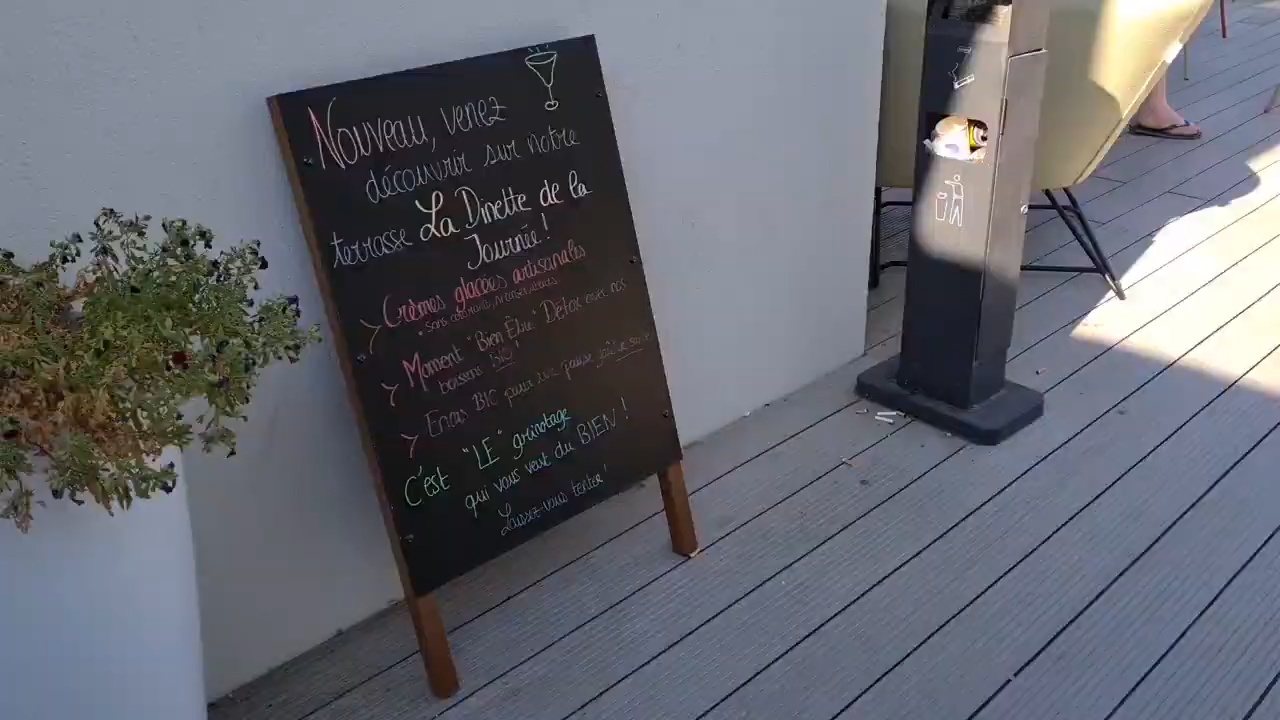 Nouveau, venez
découvrir sur notre
terrasse La Dinette de la
Journée !
> Crèmes glacées artisanales
* Sans colorants, ni conservateurs
> Moment "Bien Être" Détox avec nos
boissons BIO !
> Encas BIO pour une pause
C'est "LE" grignotage
qui vous veut du BIEN !
Laissez-vous tenter !